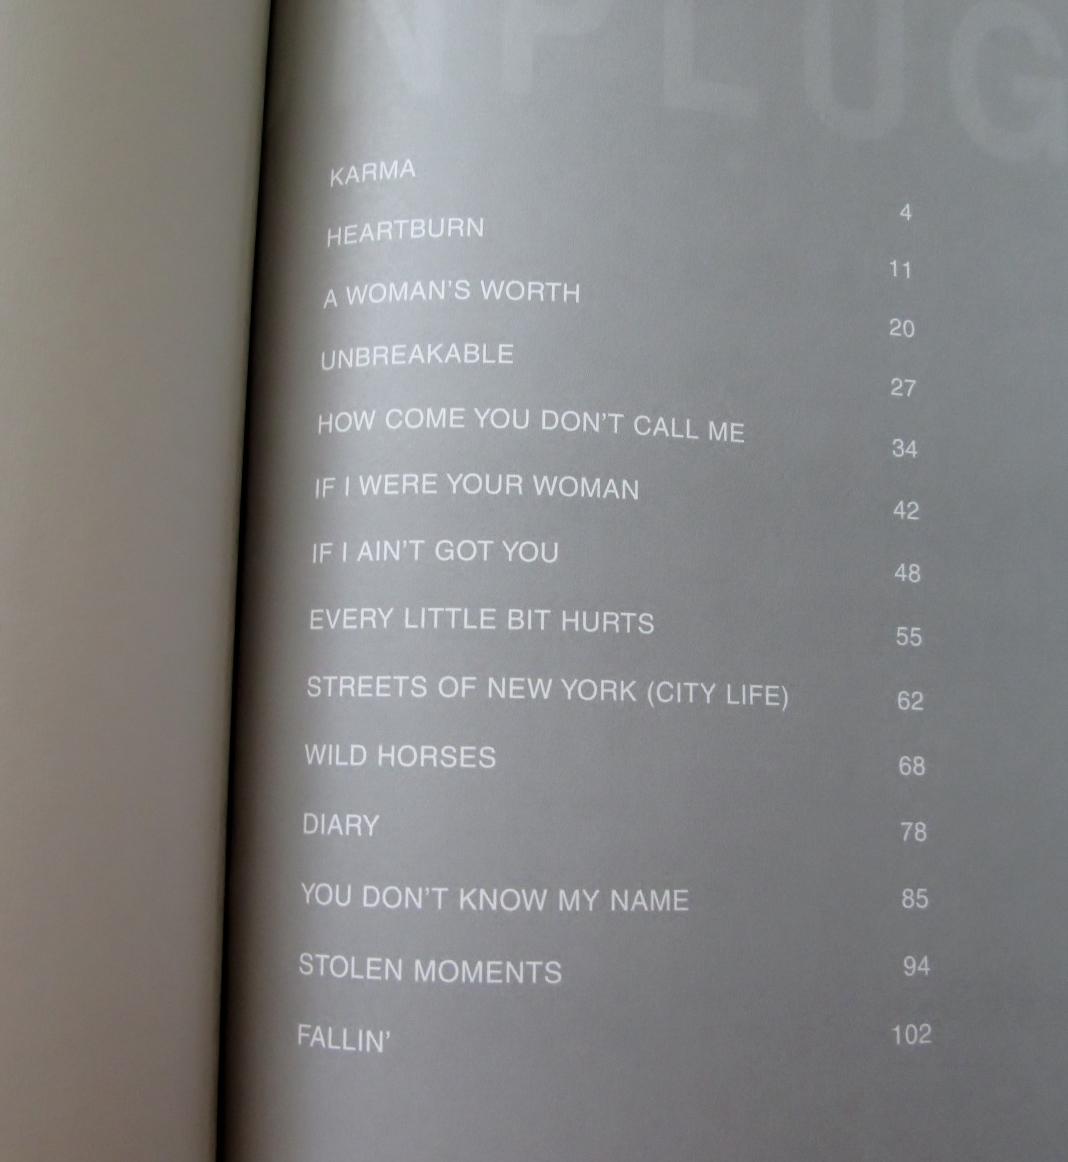 NPLUG
KARMA 4
HEARTBURN 11
A WOMAN'S WORTH 20
UNBREAKABLE 27
HOW COME YOU DON'T CALL ME 34
IF I WERE YOUR WOMAN 42
IF I AIN'T GOT YOU 48
EVERY LITTLE BIT HURTS 55
STREETS OF NEW YORK (CITY LIFE) 62
WILD HORSES 68
DIARY 78
YOU DON'T KNOW MY NAME 85
STOLEN MOMENTS 94
FALLIN' 102